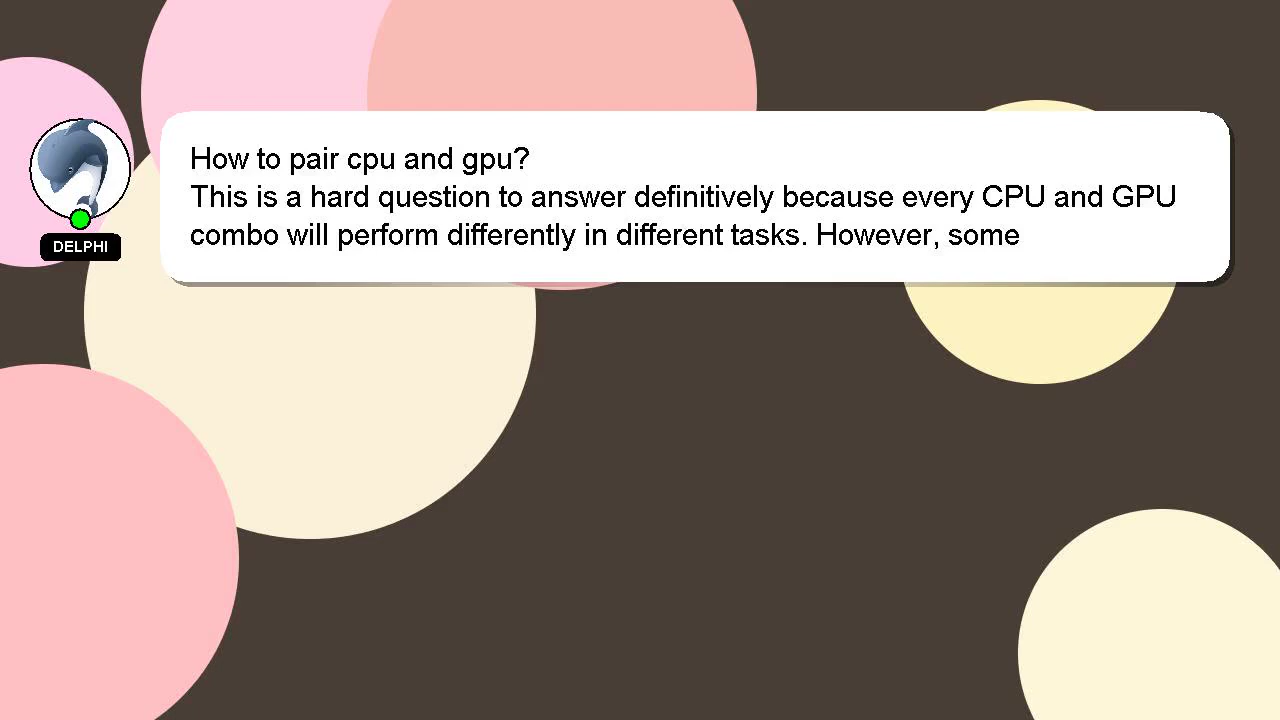 How to pair cpu and gpu?
This is a hard question to answer definitively because every CPU and GPU
combo will perform differently in different tasks. However, some
DELPHI